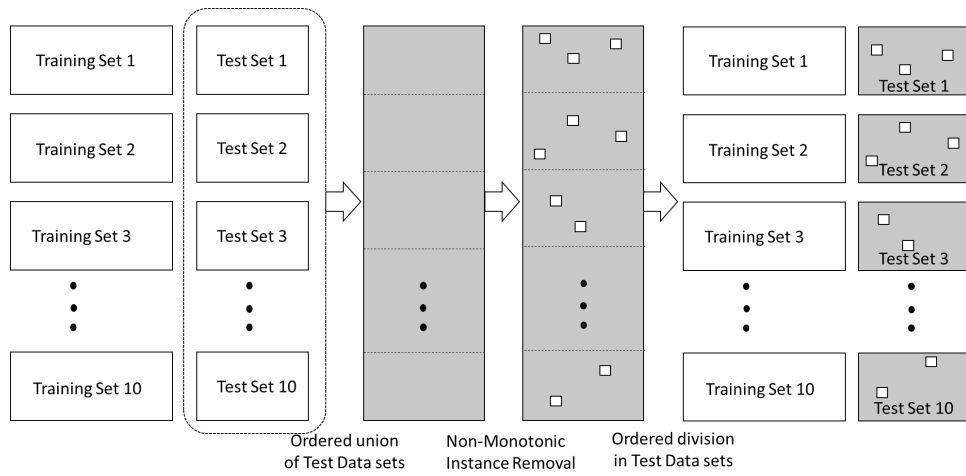 Training Set 1
Test Set 1
Training Set 1
Test Set 1
Training Set 2
Test Set 2
Training Set 2
Test Set 2
Training Set 3
Test Set 3
Training Set 3
Test Set 3
Training Set 10
Test Set 10
Training Set 10
Test Set 10
Ordered union
of Test Data sets
Non-Monotonic
Instance Removal
Ordered division
in Test Data sets